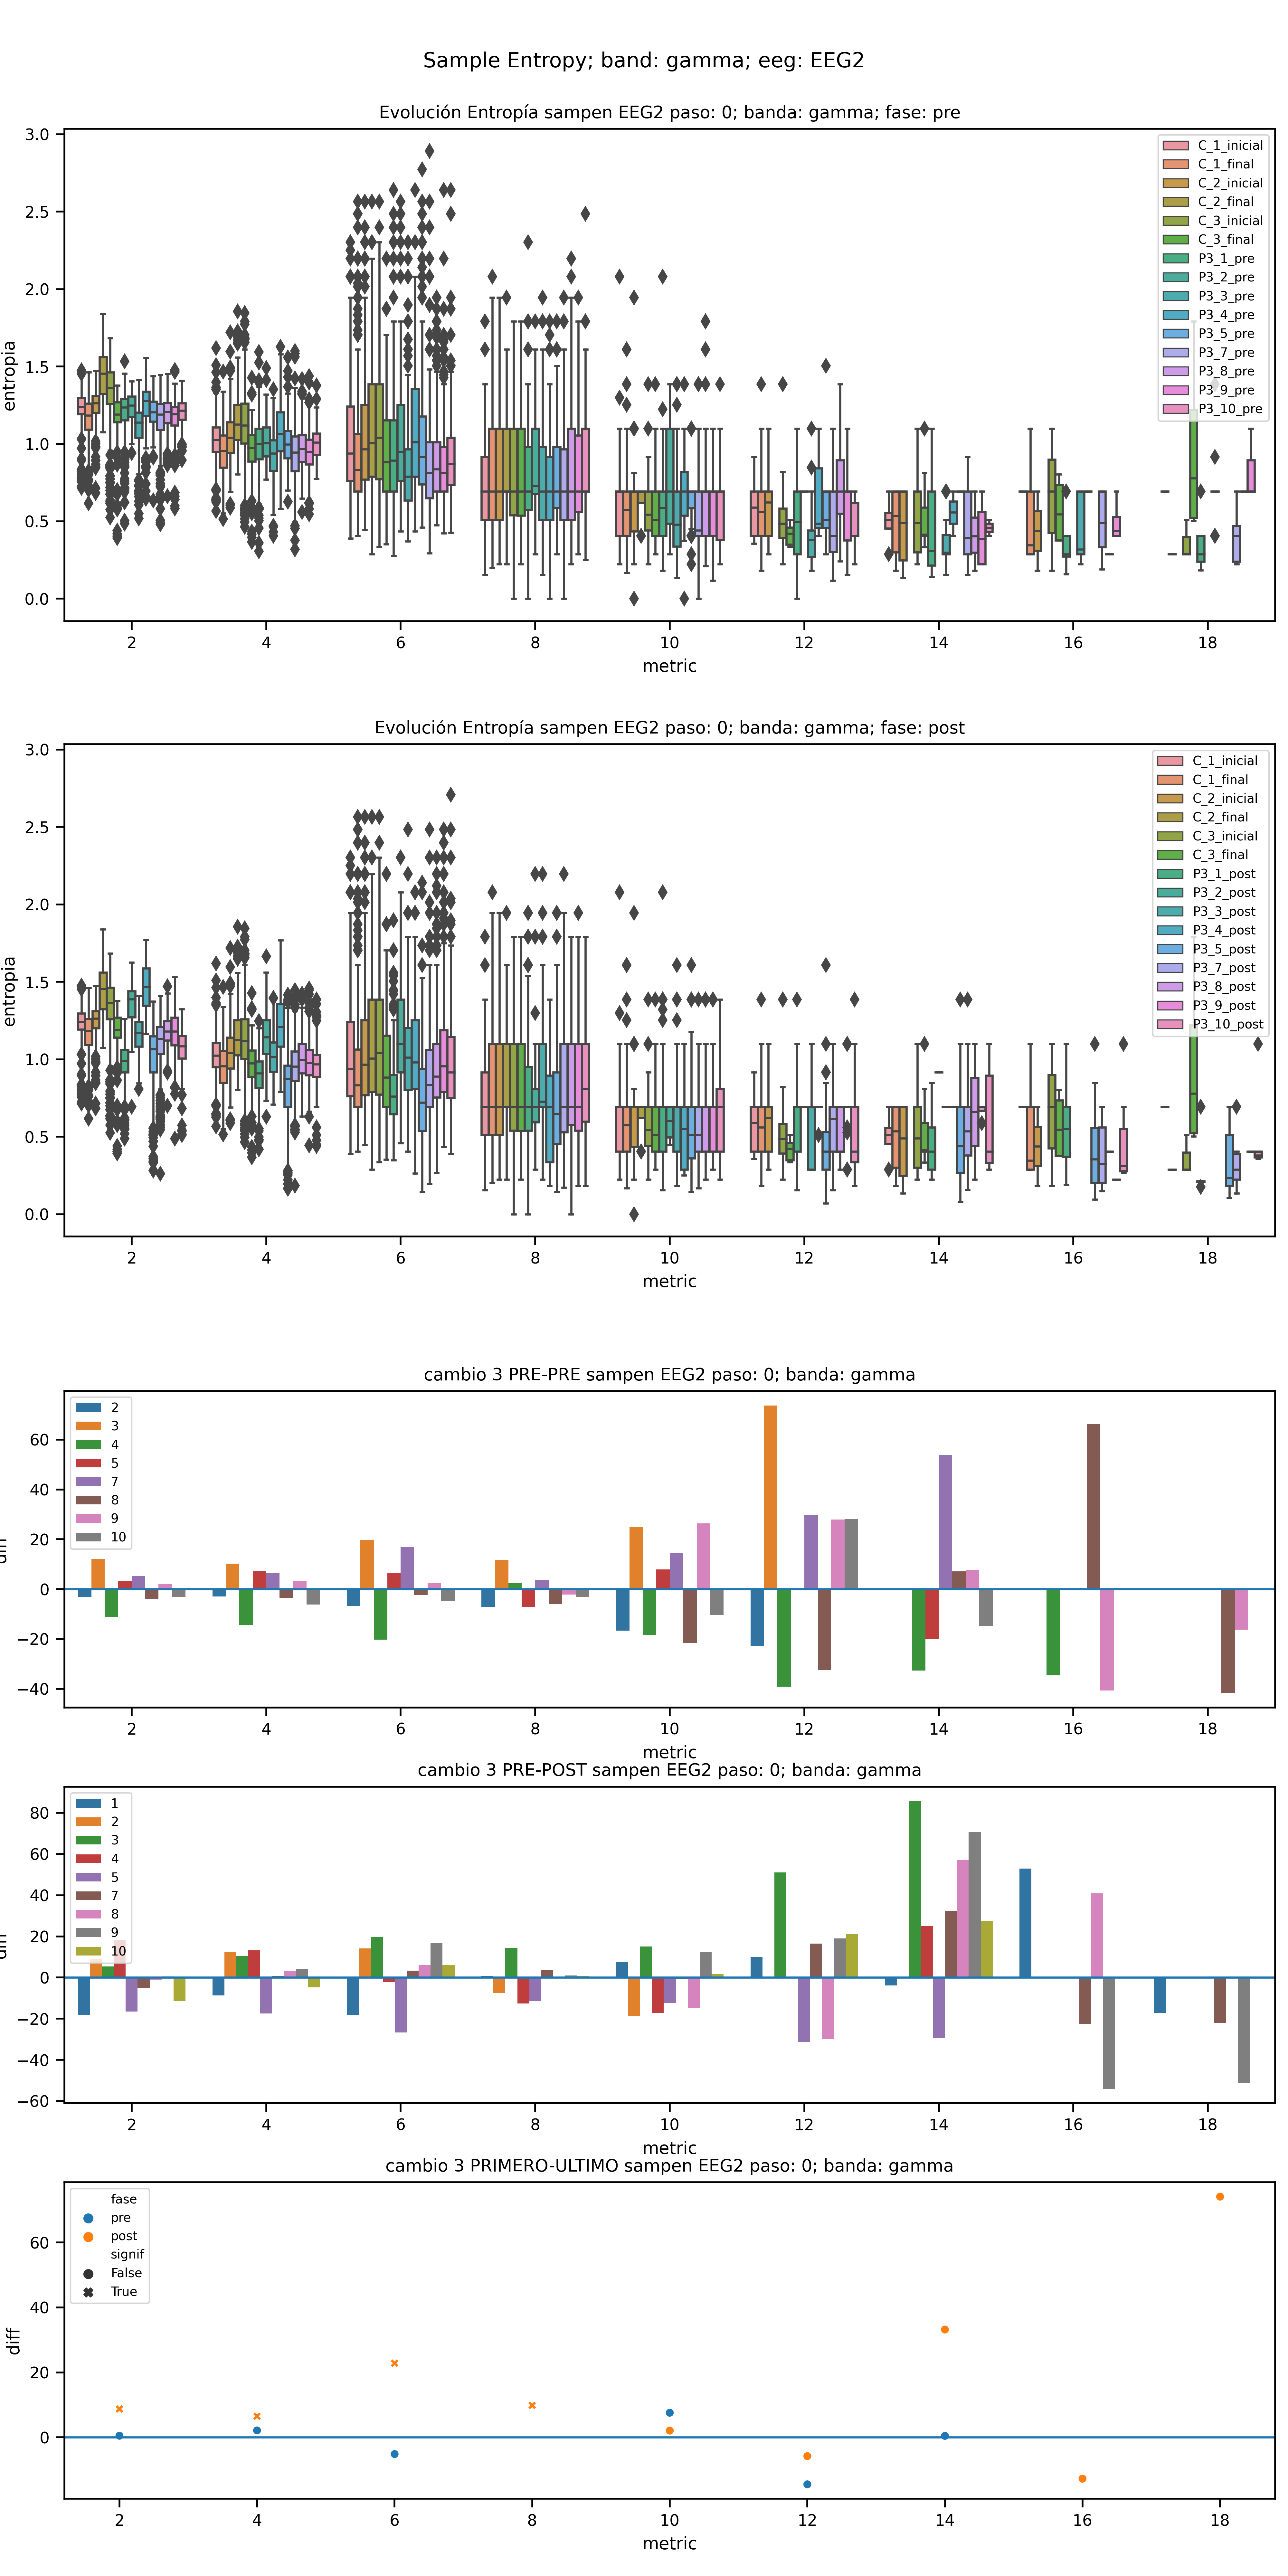 Sample Entropy; band: gamma; eeg: EEG2
Evolución Entropía sampen EEG2 paso: 0; banda: gamma; fase: pre
3.0
2.5
2.0
1.5
1.0
0.5
0.0
entropia
C_1_inicial
C_1_final
C_2_inicial
C_2_final
C_3_inicial
C_3_final
P3_1_pre
P3_2_pre
P3_3_pre
P3_4_pre
P3_5_pre
P3_7_pre
P3_8_pre
P3_9_pre
P3_10_pre
2 4 6 8 10 12 14 16 18
metric
Evolución Entropía sampen EEG2 paso: 0; banda: gamma; fase: post
3.0
2.5
2.0
1.5
1.0
0.5
0.0
entropia
C_1_inicial
C_1_final
C_2_inicial
C_2_final
C_3_inicial
C_3_final
P3_1_post
P3_2_post
P3_3_post
P3_4_post
P3_5_post
P3_7_post
P3_8_post
P3_9_post
P3_10_post
2 4 6 8 10 12 14 16 18
metric
cambio 3 PRE-PRE sampen EEG2 paso: 0; banda: gamma
60
40
20
0
−20
−40
2
3
4
5
7
8
9
10
2 4 6 8 10 12 14 16 18
metric
cambio 3 PRE-POST sampen EEG2 paso: 0; banda: gamma
80
60
40
20
0
−20
−40
−60
1
2
3
4
5
7
8
9
10
2 4 6 8 10 12 14 16 18
metric
cambio 3 PRIMERO-ULTIMO sampen EEG2 paso: 0; banda: gamma
60
40
20
0
diff
fase
pre
post
signif
False
True
2 4 6 8 10 12 14 16 18
metric